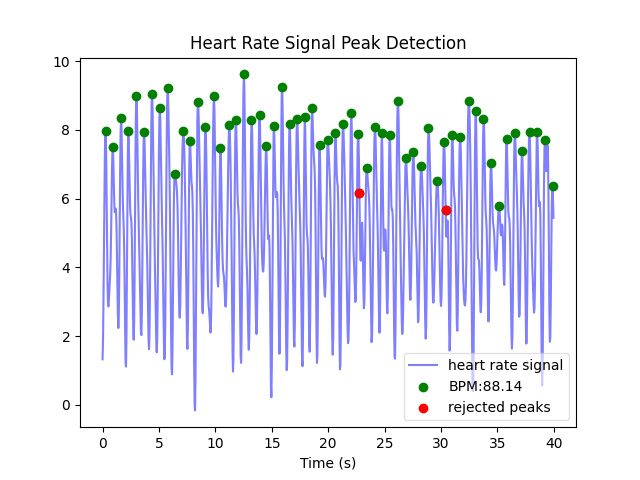 Heart Rate Signal Peak Detection
10
8
6
4
2
0
heart rate signal
BPM:88.14
rejected peaks
0 5 10 15 20 25 30 35 40
Time (s)